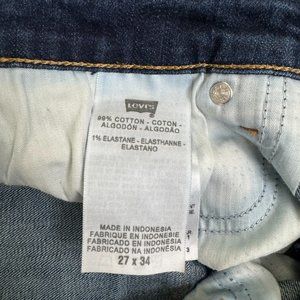 Levi's
99% COTTON - COTON -
ALGODÓN - ALGODÃO
1% ELASTANE - ELASTHANNE -
ELASTANO
MADE IN INDONESIA
FABRIQUE EN INDONESIE
FABRICADO EN INDONESIA
FABRICADO NA INDONÉSIA
27 x 34